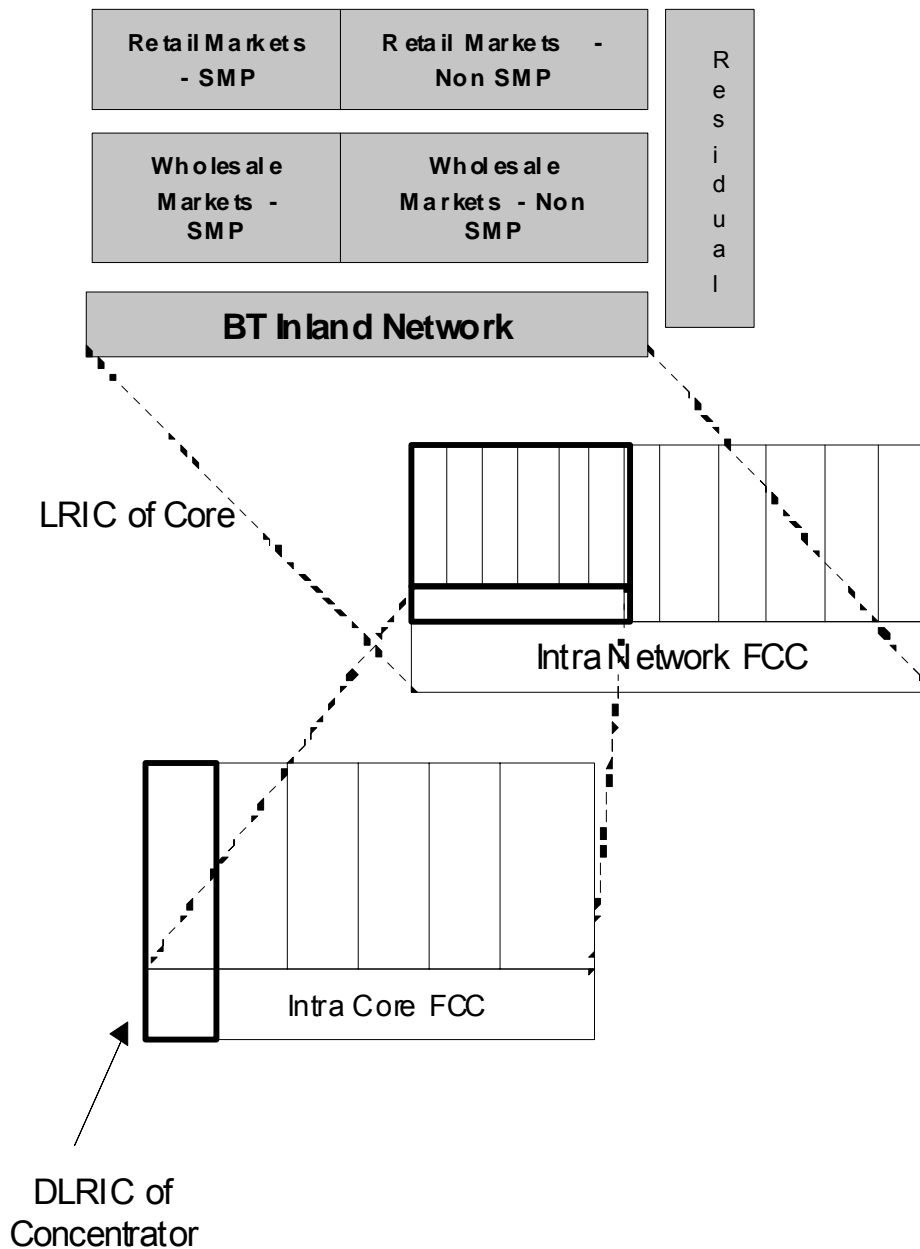 Retail Markets
- SMP
Retail Markets -
Non SMP
Residual
Wholesale
Markets -
SMP
Wholesale
Markets - Non
SMP
BT Inland Network
LRIC of Core
Intra Network FCC
Intra Core FCC
DLRIC of
Concentrator